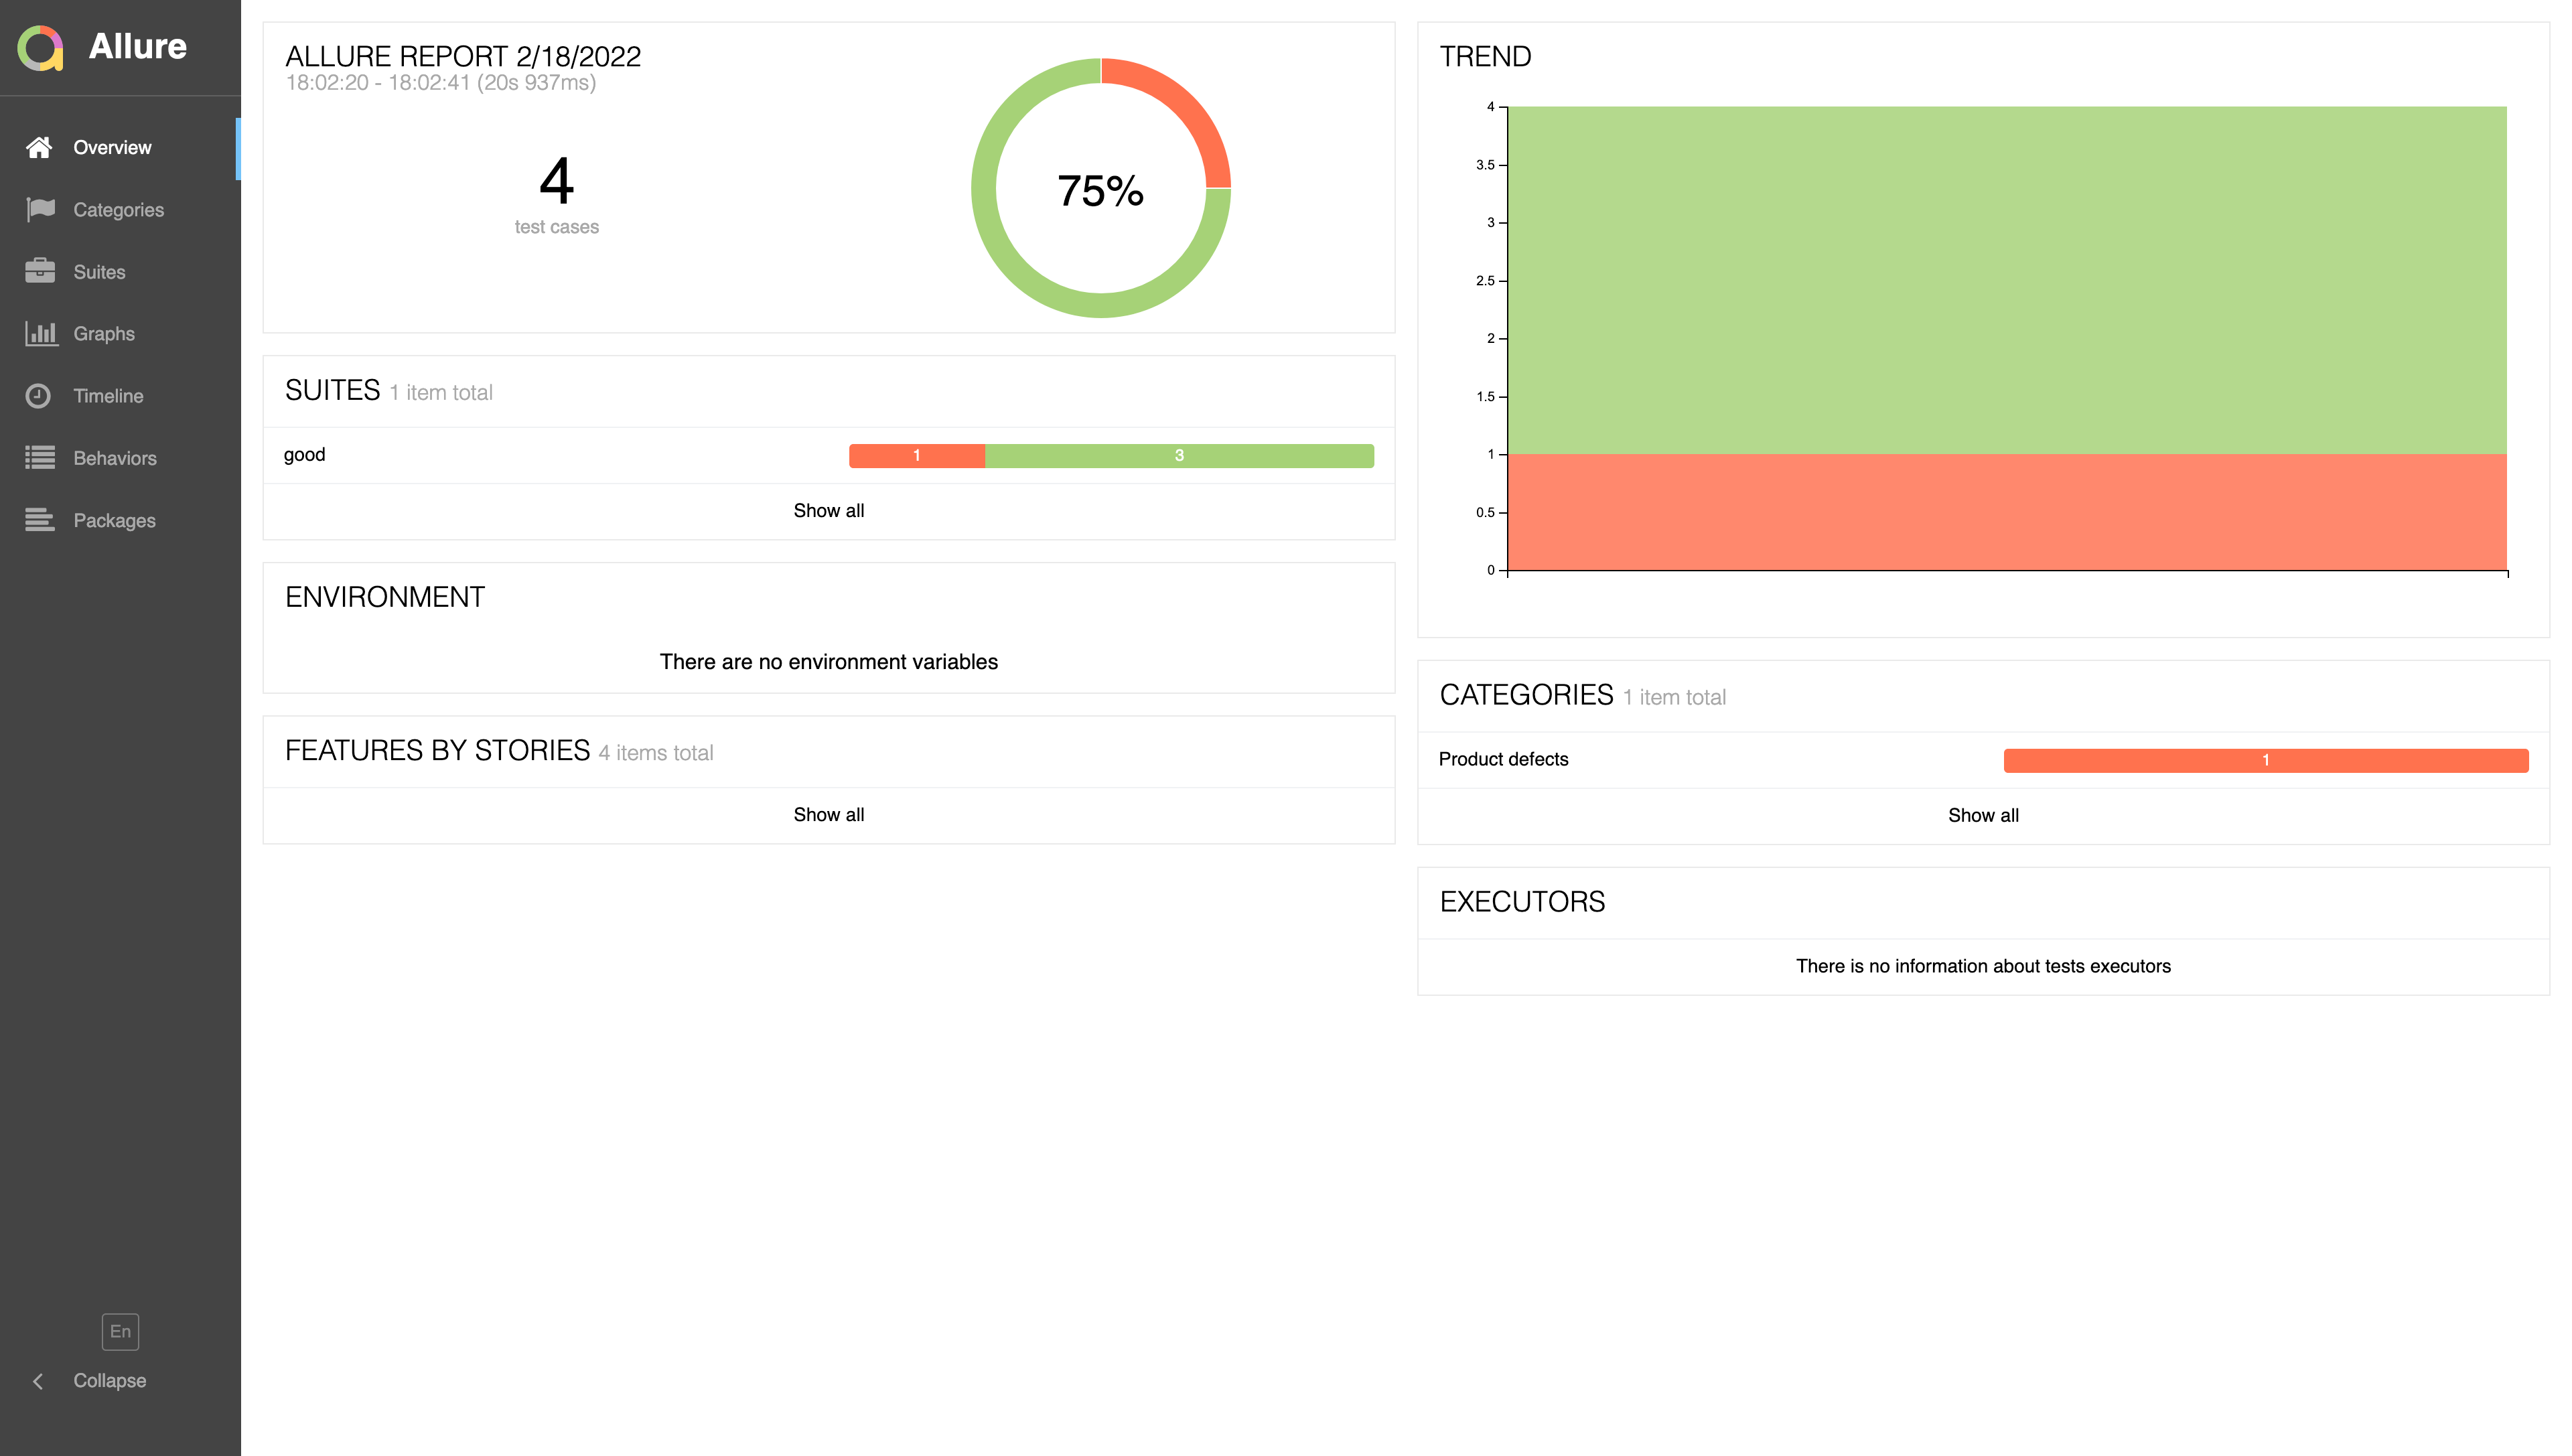 Allure
Overview
Categories
Suites
Graphs
Timeline
Behaviors
Packages
En
Collapse
ALLURE REPORT 2/18/2022
18:02:20 - 18:02:41 (20s 937ms)
4
test cases
75%
SUITES 1 item total
good 1 3
Show all
ENVIRONMENT
There are no environment variables
FEATURES BY STORIES 4 items total
Show all
TREND
4
3.5
3
2.5
2
1.5
1
0.5
0
CATEGORIES 1 item total
Product defects 1
Show all
EXECUTORS
There is no information about tests executors